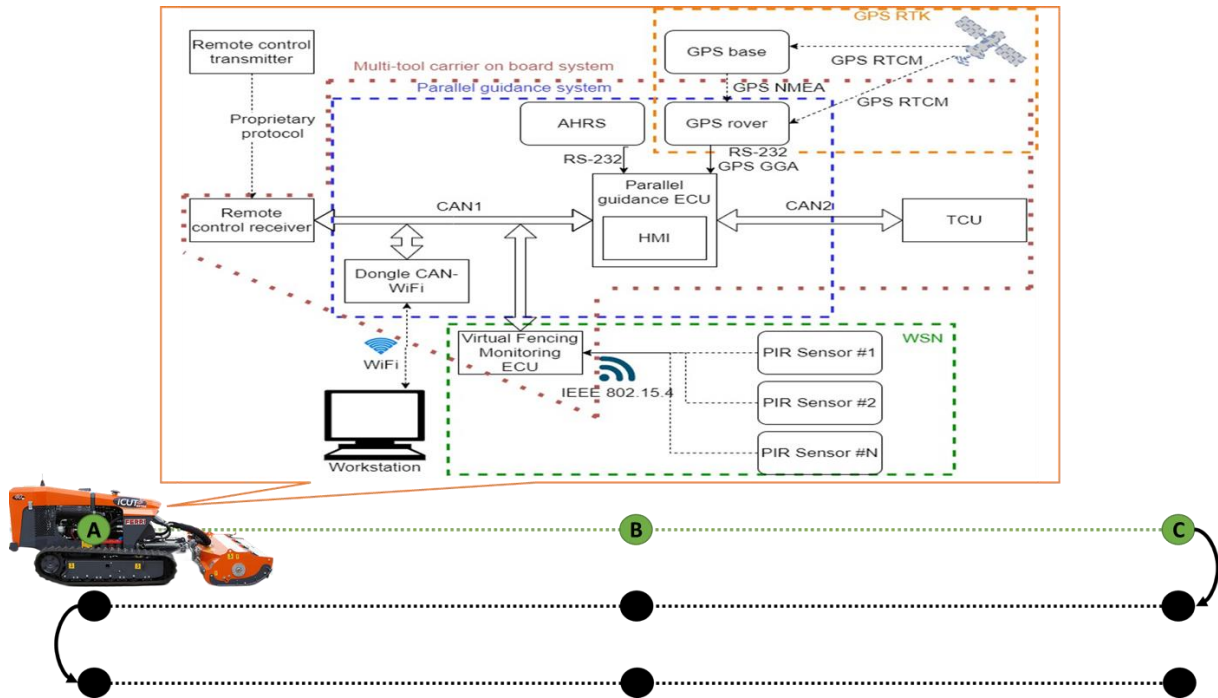 GPS RTK
Remote control
transmitter
GPS base
GPS RTCM
Multi-tool carrier on board system
Parallel guidance system
GPS NMEA
GPS RTCM
Proprietary
protocol
AHRS
GPS rover
RS-232
RS-232
GPS GGA
Parallel
guidance ECU
HMI
Remote
control receiver
CAN1
CAN2
TCU
Dongle CAN-
WiFi
WiFi
Virtual Fencing
Monitoring
ECU
WSN
PIR Sensor #1
IEEE 802.15.4
PIR Sensor #2
PIR Sensor #N
Workstation
iCUT
FERRI
A
B
C